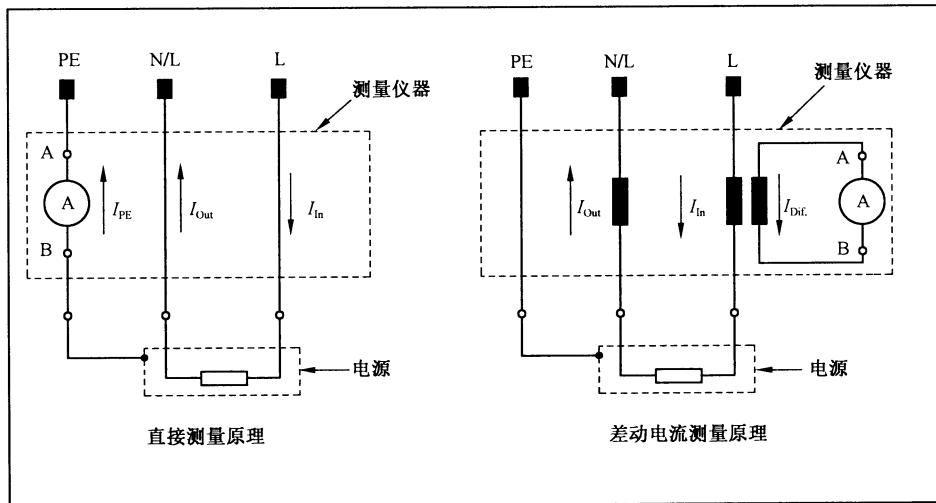 PE N/L L
测量仪器
A
A
B
I_PE I_Out I_In
电源
直接测量原理
PE N/L L
测量仪器
A
A
B
I_Out I_In I_Dif.
电源
差动电流测量原理